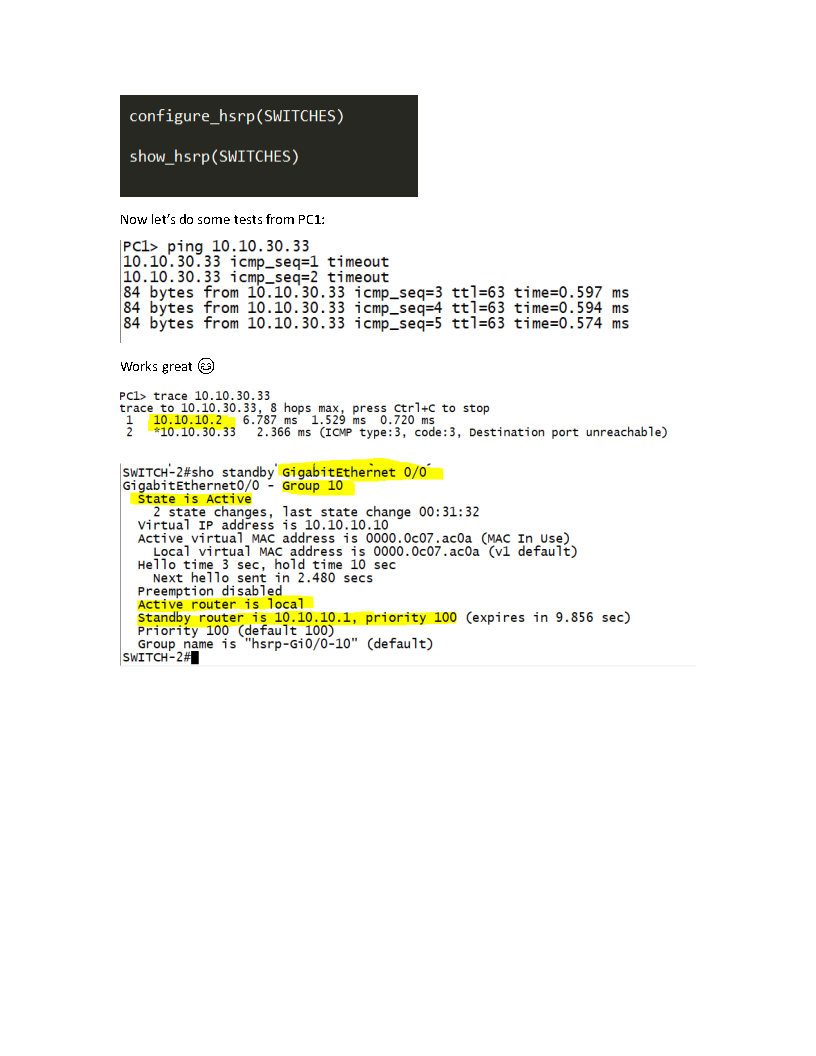 configure_hsrp(SWITCHES)
show_hsrp(SWITCHES)
Now let's do some tests from PC1:
PC1> ping 10.10.30.33
10.10.30.33 icmp_seq=1 timeout
10.10.30.33 icmp_seq=2 timeout
84 bytes from 10.10.30.33 icmp_seq=3 ttl=63 time=0.597 ms
84 bytes from 10.10.30.33 icmp_seq=4 ttl=63 time=0.594 ms
84 bytes from 10.10.30.33 icmp_seq=5 ttl=63 time=0.574 ms
Works great 😊
PC1> trace 10.10.30.33
trace to 10.10.30.33, 8 hops max, press Ctrl+C to stop
1 10.10.10.2 6.787 ms 1.529 ms 0.720 ms
2 *10.10.30.33 2.366 ms (ICMP type:3, code:3, Destination port unreachable)
SWITCH-2#sho standby GigabitEthernet 0/0
GigabitEthernet0/0 - Group 10
State is Active
2 state changes, last state change 00:31:32
Virtual IP address is 10.10.10.10
Active virtual MAC address is 0000.0c07.ac0a (MAC In Use)
Local virtual MAC address is 0000.0c07.ac0a (v1 default)
Hello time 3 sec, hold time 10 sec
Next hello sent in 2.480 secs
Preemption disabled
Active router is local
Standby router is 10.10.10.1, priority 100 (expires in 9.856 sec)
Priority 100 (default 100)
Group name is "hsrp-Gi0/0-10" (default)
SWITCH-2#